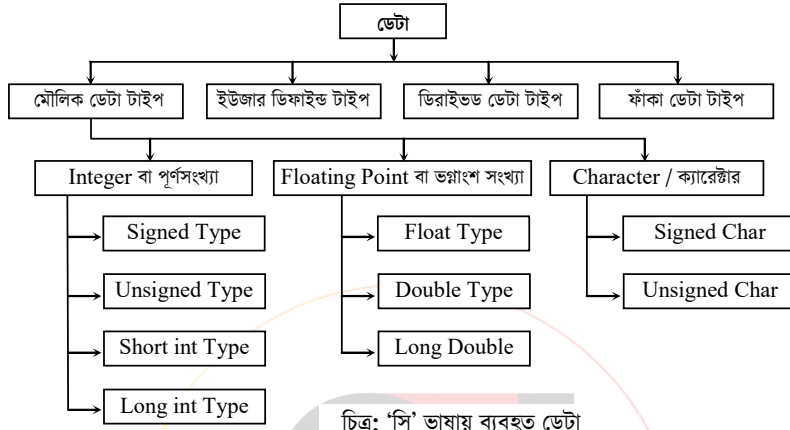 ডেটা
মৌলিক ডেটা টাইপ
ইউজার ডিফাইন্ড টাইপ
ডিরাইভড ডেটা টাইপ
ফাঁকা ডেটা টাইপ
Integer বা পূর্ণসংখ্যা
Floating Point বা ভগ্নাংশ সংখ্যা
Character / ক্যারেক্টার
Signed Type
Float Type
Signed Char
Unsigned Type
Double Type
Unsigned Char
Short int Type
Long Double
Long int Type
চিত্র: ‘সি’ ভাষায় ব্যবহৃত ডেটা